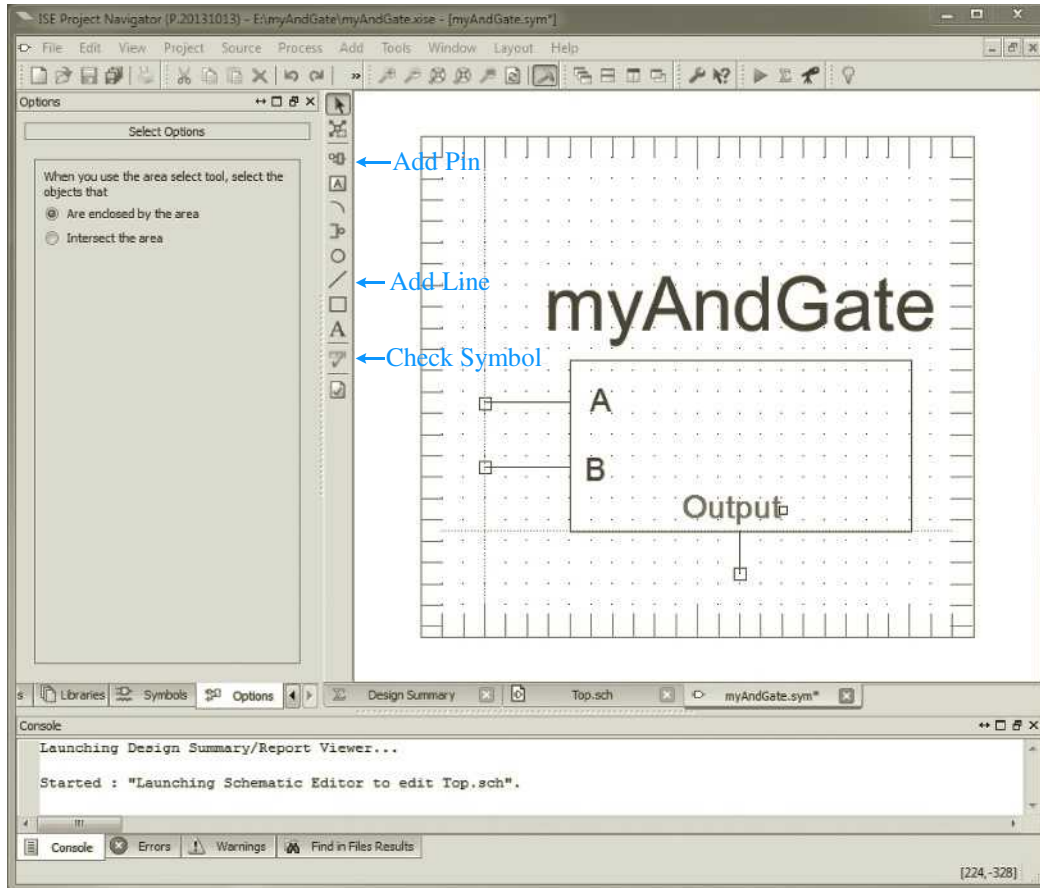 ISE Project Navigator (P.20131013) - E:\myAndGate\myAndGate.xise - [myAndGate.sym*]
File Edit View Project Source Process Add Tools Window Layout Help
Options
Select Options
When you use the area select tool, select the
objects that
Are enclosed by the area
Intersect the area
Add Pin
Add Line
Check Symbol
myAndGate
A
B
Output
s Libraries Symbols Options Design Summary Top.sch myAndGate.sym*
Console
Launching Design Summary/Report Viewer...
Started : "Launching Schematic Editor to edit Top.sch".
Console Errors Warnings Find in Files Results
[224,-328]